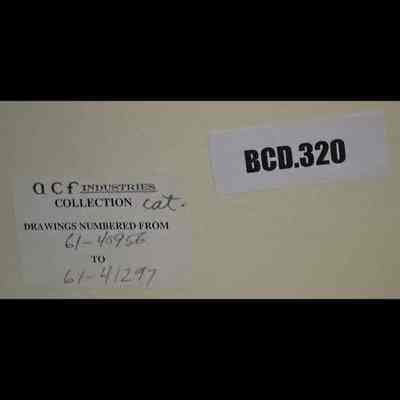 BCD.320
acf INDUSTRIES
COLLECTION cat.
DRAWINGS NUMBERED FROM
61-40956
TO
61-41297